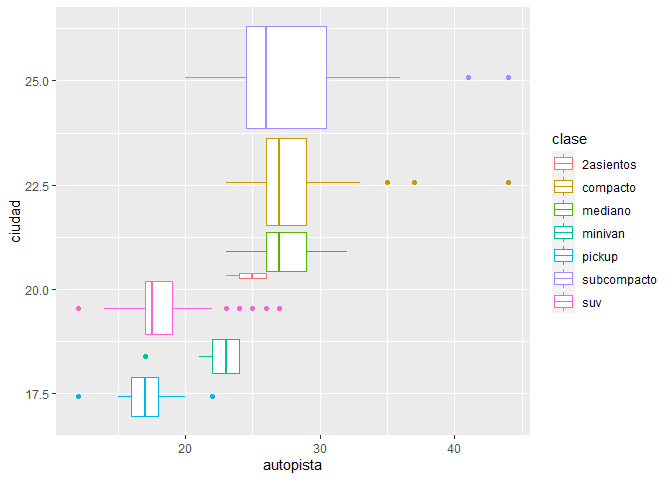 25.0
22.5
20.0
17.5
ciudad
20 30 40
autopista
clase
2asientos
compacto
mediano
minivan
pickup
subcompacto
suv